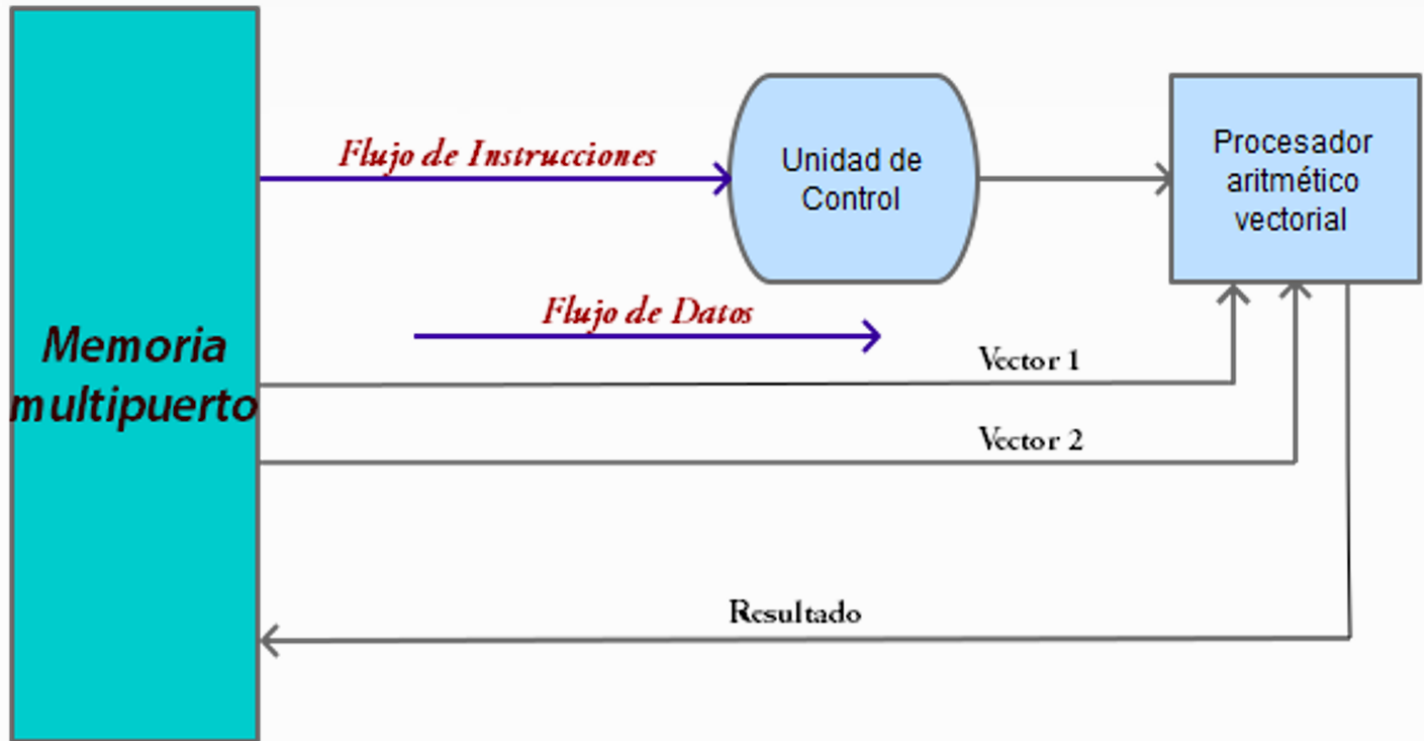 Flujo de Instrucciones
Unidad de
Control
Procesador
aritmético
vectorial
Memoria
multipuerto
Flujo de Datos
Vector 1
Vector 2
Resultado